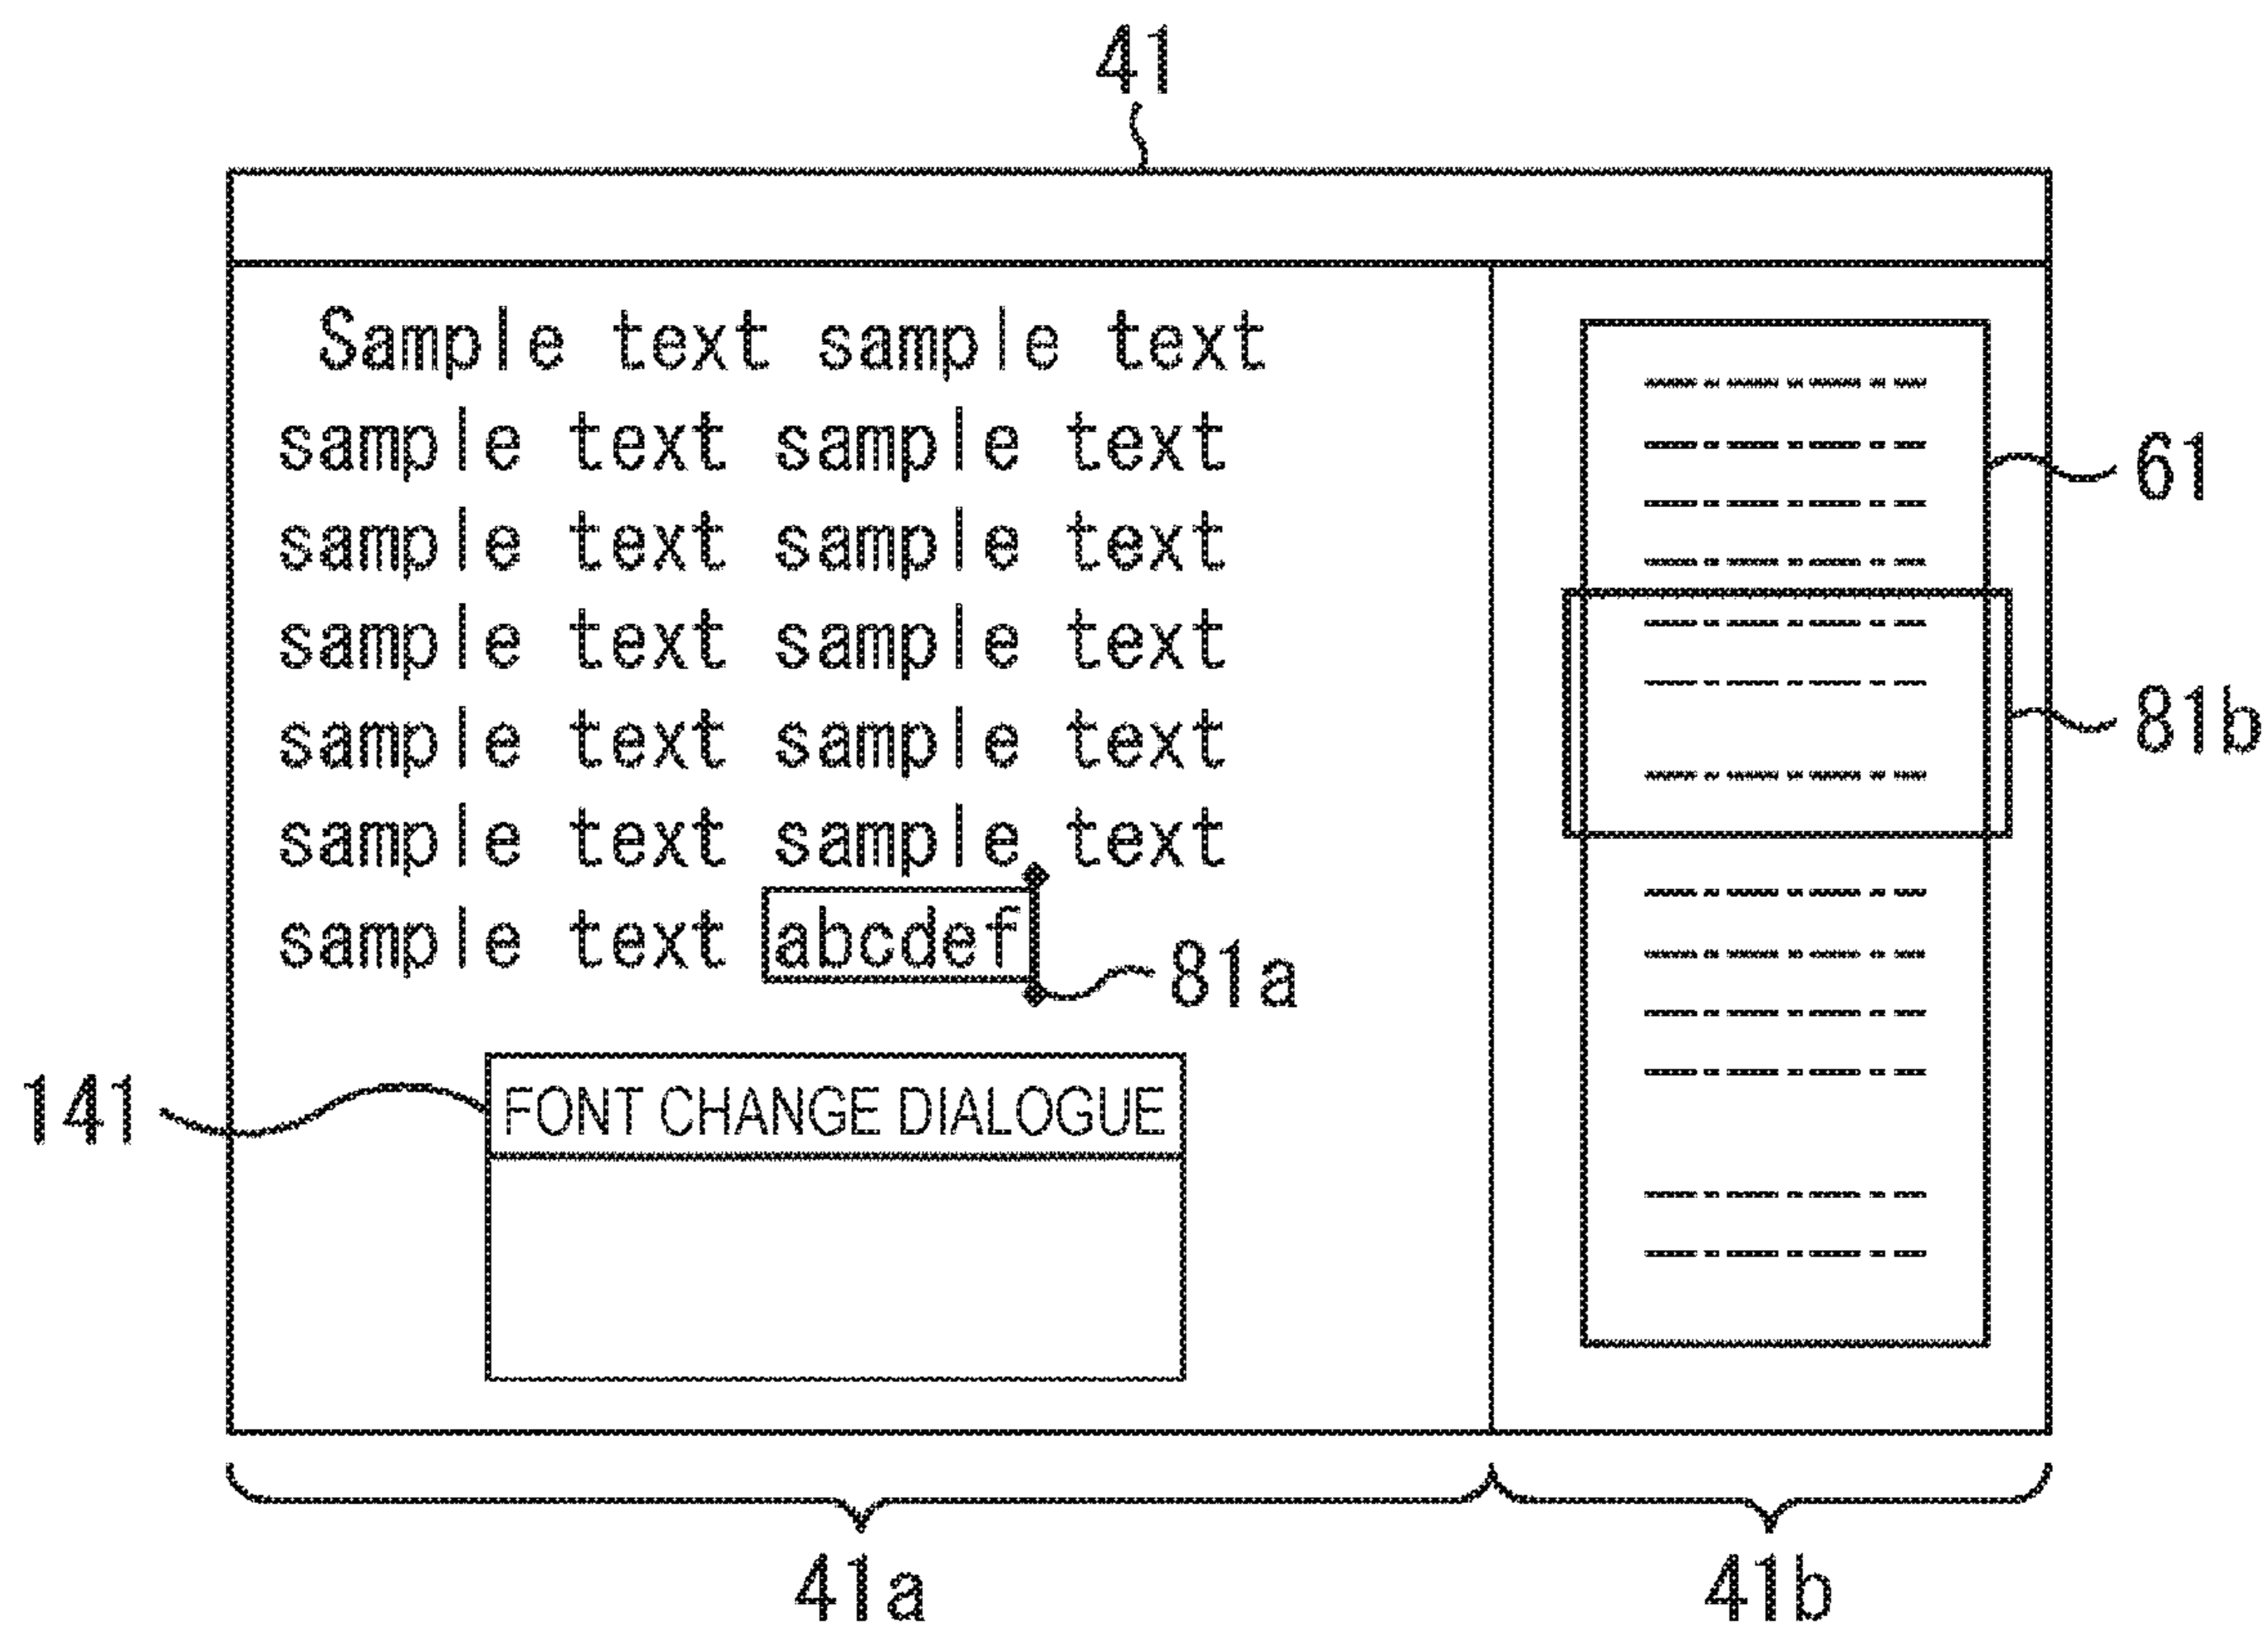 41
Sample text sample text
sample text sample text
sample text sample text
sample text sample text
sample text sample text
sample text sample text
sample text abcdef
61
81b
81a
141
FONT CHANGE DIALOGUE
41a
41b